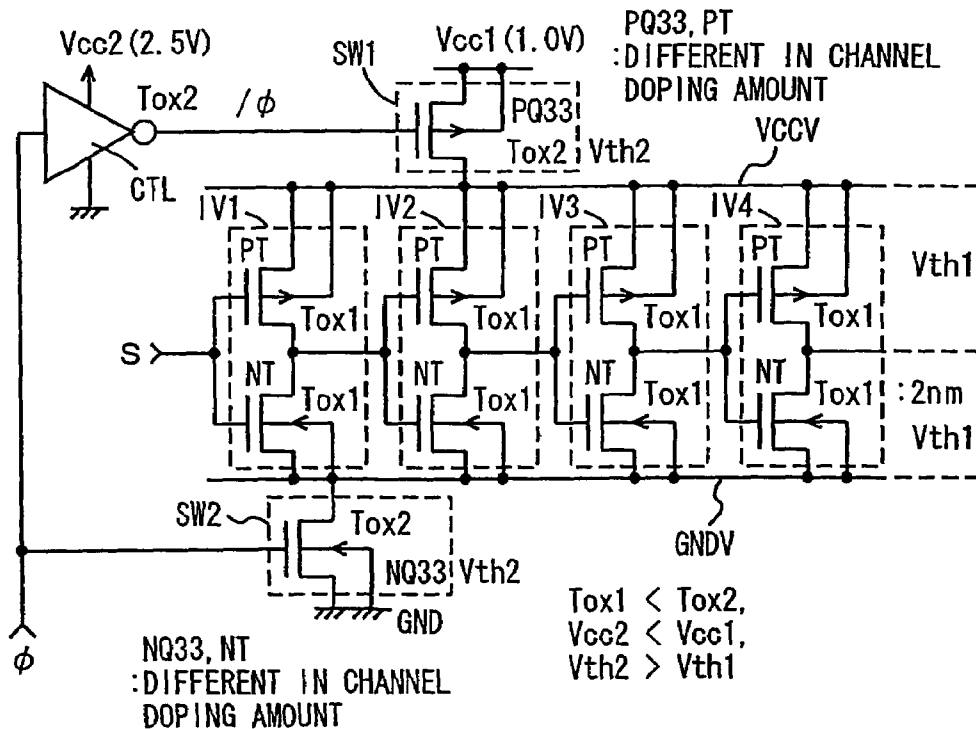 PQ33, PT
:DIFFERENT IN CHANNEL
DOPING AMOUNT
Vcc2 (2.5V)
SW1
Vcc1 (1.0V)
Tox2
/ϕ
PQ33
Tox2
Vth2
VCCV
CTL
IV1
IV2
IV3
IV4
PT
PT
PT
PT
Vth1
Tox1
Tox1
Tox1
Tox1
S
NT
NT
NT
NT
Tox1
Tox1
Tox1
Tox1
:2nm
Vth1
SW2
Tox2
GNDV
NQ33
Vth2
GND
ϕ
Tox1 < Tox2,
Vcc2 < Vcc1,
Vth2 > Vth1
NQ33, NT
:DIFFERENT IN CHANNEL
DOPING AMOUNT